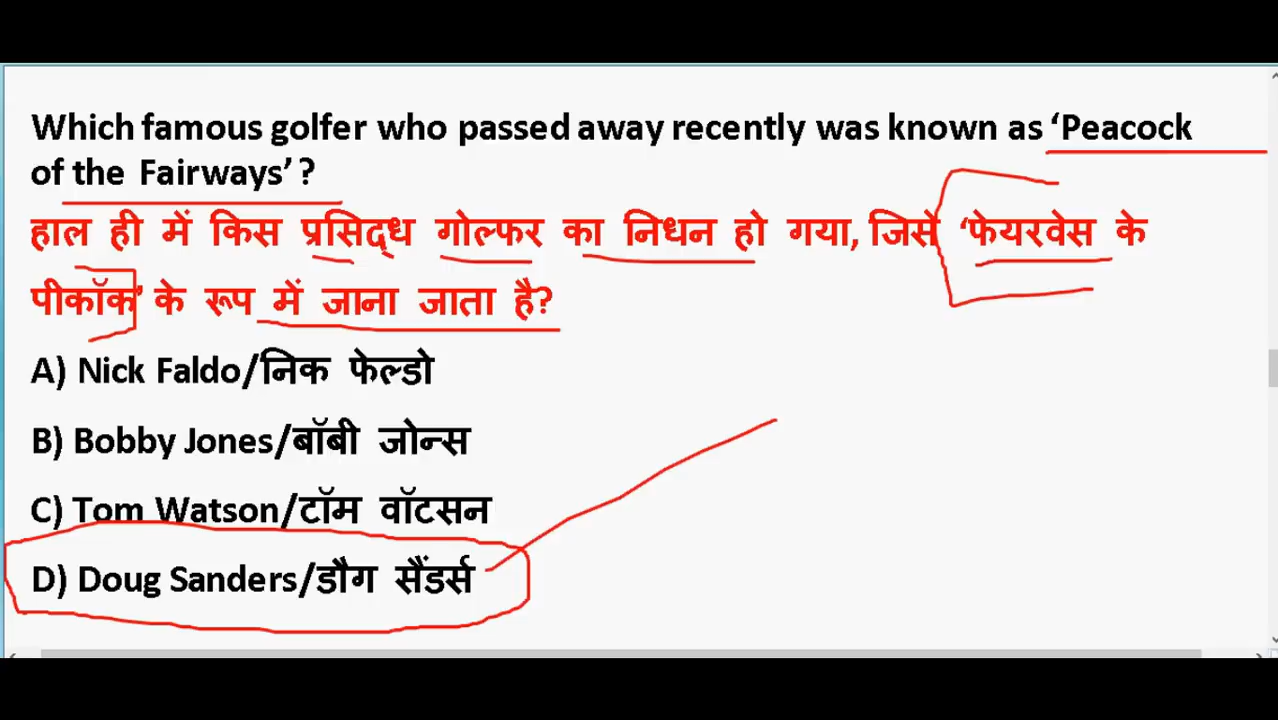 Which famous golfer who passed away recently was known as ‘Peacock
of the Fairways’ ?
हाल ही में किस प्रसिद्ध गोल्फर का निधन हो गया, जिसे ‘फेयरवेस के
पीकॉक’ के रूप में जाना जाता है?
A) Nick Faldo/निक फेल्डो
B) Bobby Jones/बॉबी जोन्स
C) Tom Watson/टॉम वॉटसन
D) Doug Sanders/डौग सैंडर्स